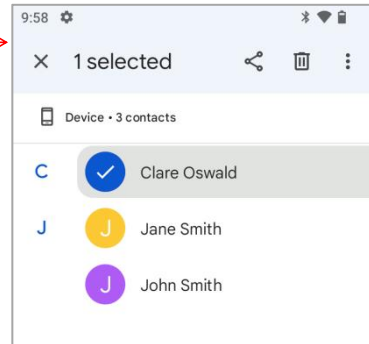 9:58
1 selected
Device • 3 contacts
C
Clare Oswald
J
J
Jane Smith
J
John Smith